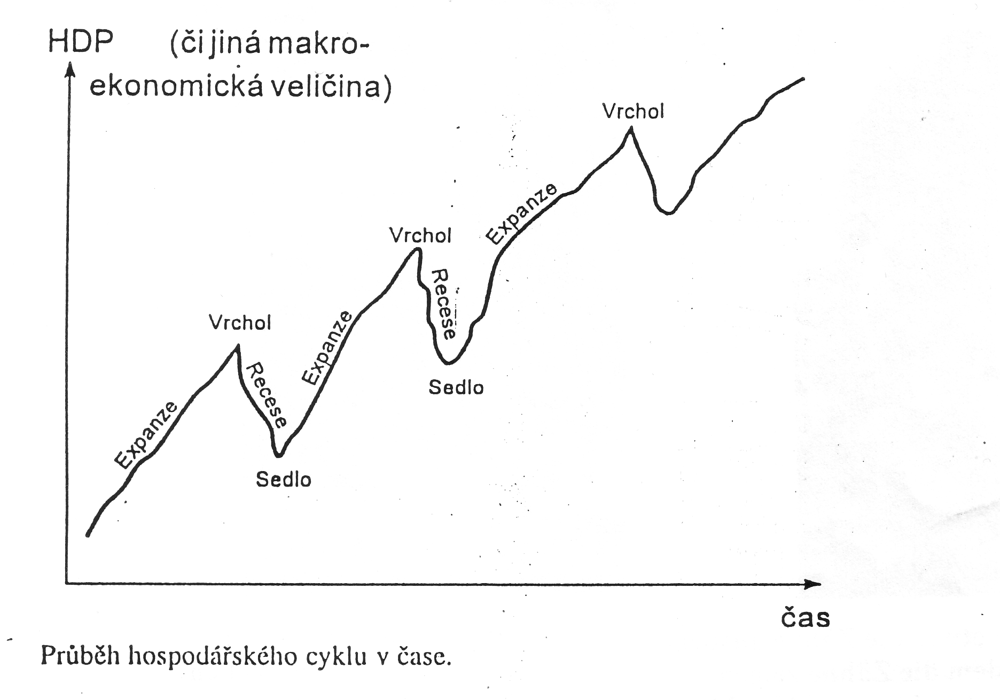 HDP (či jiná makro-
ekonomická veličina)
Vrchol
Expanze
Vrchol
Recese
Vrchol
Expanze
Sedlo
Recese
Expanze
Sedlo
čas
Průběh hospodářského cyklu v čase.